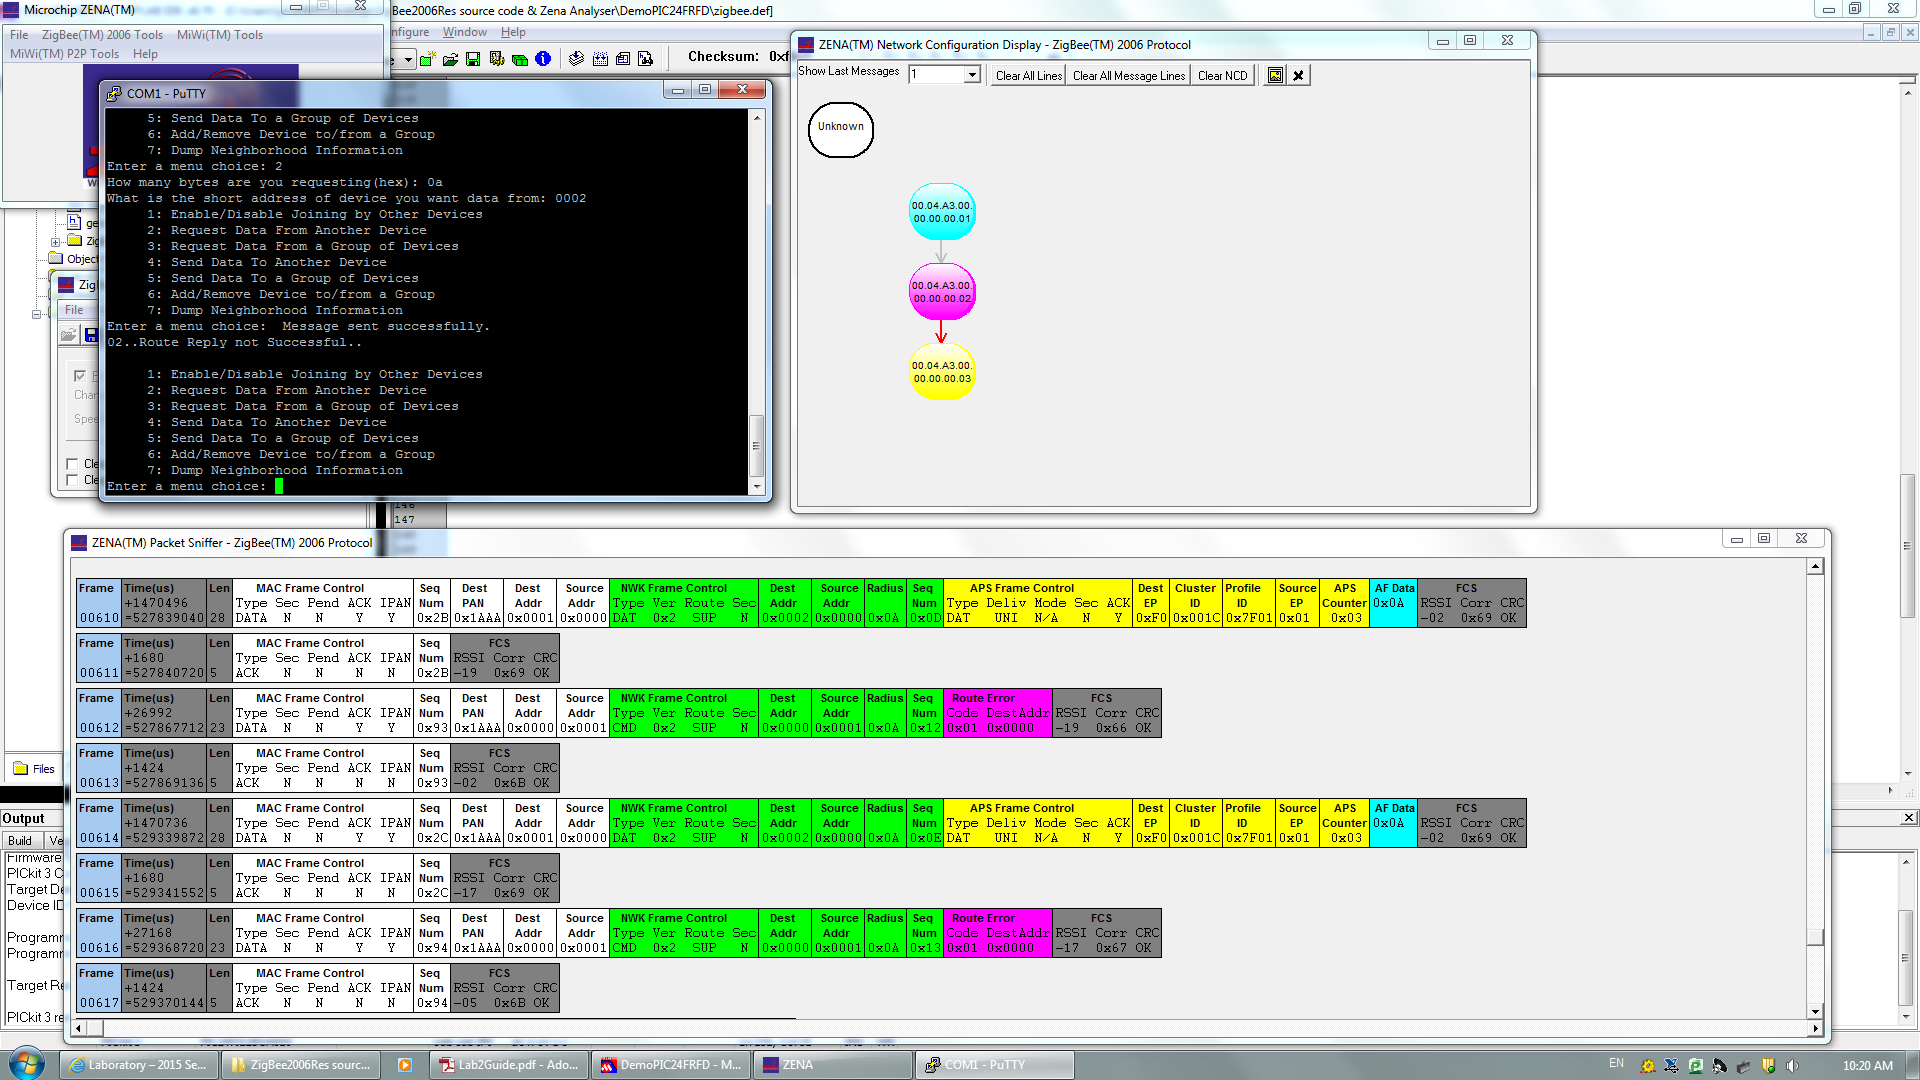 Microchip ZENA(TM)
File ZigBee(TM) 2006 Tools MiWi(TM) Tools
MiWi(TM) P2P Tools Help
Bee2006Res source code & Zena Analyser\DemoPIC24FRFD\zigbee.def]
nfigure Window Help
Checksum: 0xf
COM1 - PuTTY
5: Send Data To a Group of Devices
6: Add/Remove Device to/from a Group
7: Dump Neighborhood Information
Enter a menu choice: 2
How many bytes are you requesting(hex): 0a
What is the short address of device you want data from: 0002
1: Enable/Disable Joining by Other Devices
2: Request Data From Another Device
3: Request Data From a Group of Devices
4: Send Data To Another Device
5: Send Data To a Group of Devices
6: Add/Remove Device to/from a Group
7: Dump Neighborhood Information
Enter a menu choice:  Message sent successfully.
02..Route Reply not Successful..
1: Enable/Disable Joining by Other Devices
2: Request Data From Another Device
3: Request Data From a Group of Devices
4: Send Data To Another Device
5: Send Data To a Group of Devices
6: Add/Remove Device to/from a Group
7: Dump Neighborhood Information
Enter a menu choice:
ge
Zig
Object
Zig
File
Cha
Spee
Cle
Cle
146
147
Files
ZENA(TM) Network Configuration Display - ZigBee(TM) 2006 Protocol
Show Last Messages 1 Clear All Lines Clear All Message Lines Clear NCD
Unknown
00.04.A3.00.
00.00.00.01
00.04.A3.00.
00.00.00.02
00.04.A3.00.
00.00.00.03
ZENA(TM) Packet Sniffer - ZigBee(TM) 2006 Protocol
Frame Time(us) Len MAC Frame Control Seq Dest Dest Source NWK Frame Control Dest Source Radius Seq APS Frame Control Dest Cluster Profile Source APS AF Data FCS
+1470496 Type Sec Pend ACK IPAN Num PAN Addr Addr Type Ver Route Sec Addr Addr Num Type Deliv Mode Sec ACK EP ID ID EP Counter 0x0A RSSI Corr CRC
00610 =527839040 28 DATA N N Y Y 0x2B 0x1AAA 0x0001 0x0000 DAT 0x2 SUP N 0x0002 0x0000 0x0A 0x0D DAT UNI N/A N Y 0xF0 0x001C 0x7F01 0x01 0x03 -02 0x69 OK
Frame Time(us) Len MAC Frame Control Seq FCS
+1680 Type Sec Pend ACK IPAN Num RSSI Corr CRC
00611 =527840720 5 ACK N N N N 0x2B -19 0x69 OK
Frame Time(us) Len MAC Frame Control Seq Dest Dest Source NWK Frame Control Dest Source Radius Seq Route Error FCS
+26992 Type Sec Pend ACK IPAN Num PAN Addr Addr Type Ver Route Sec Addr Addr Num Code DestAddr RSSI Corr CRC
00612 =527867712 23 DATA N N Y Y 0x93 0x1AAA 0x0000 0x0001 CMD 0x2 SUP N 0x0000 0x0001 0x0A 0x12 0x01 0x0000 -19 0x66 OK
Frame Time(us) Len MAC Frame Control Seq FCS
+1424 Type Sec Pend ACK IPAN Num RSSI Corr CRC
00613 =527869136 5 ACK N N N N 0x93 -02 0x6B OK
Frame Time(us) Len MAC Frame Control Seq Dest Dest Source NWK Frame Control Dest Source Radius Seq APS Frame Control Dest Cluster Profile Source APS AF Data FCS
+1470736 Type Sec Pend ACK IPAN Num PAN Addr Addr Type Ver Route Sec Addr Addr Num Type Deliv Mode Sec ACK EP ID ID EP Counter 0x0A RSSI Corr CRC
00614 =529339872 28 DATA N N Y Y 0x2C 0x1AAA 0x0001 0x0000 DAT 0x2 SUP N 0x0002 0x0000 0x0A 0x0E DAT UNI N/A N Y 0xF0 0x001C 0x7F01 0x01 0x03 -02 0x69 OK
Frame Time(us) Len MAC Frame Control Seq FCS
+1680 Type Sec Pend ACK IPAN Num RSSI Corr CRC
00615 =529341552 5 ACK N N N N 0x2C -17 0x69 OK
Frame Time(us) Len MAC Frame Control Seq Dest Dest Source NWK Frame Control Dest Source Radius Seq Route Error FCS
+27168 Type Sec Pend ACK IPAN Num PAN Addr Addr Type Ver Route Sec Addr Addr Num Code DestAddr RSSI Corr CRC
00616 =529368720 23 DATA N N Y Y 0x94 0x1AAA 0x0000 0x0001 CMD 0x2 SUP N 0x0000 0x0001 0x0A 0x13 0x01 0x0000 -17 0x67 OK
Frame Time(us) Len MAC Frame Control Seq FCS
+1424 Type Sec Pend ACK IPAN Num RSSI Corr CRC
00617 =529370144 5 ACK N N N N 0x94 -05 0x6B OK
Output
Build Ve
Firmware
PICkit 3 C
Target De
Device ID
Programm
Programm
Target Re
PICkit 3 re
Laboratory – 2015 Se...
ZigBee2006Res sourc...
Lab2Guide.pdf - Ado...
DemoPIC24FRFD - M...
ZENA
COM1 - PuTTY
EN
10:20 AM